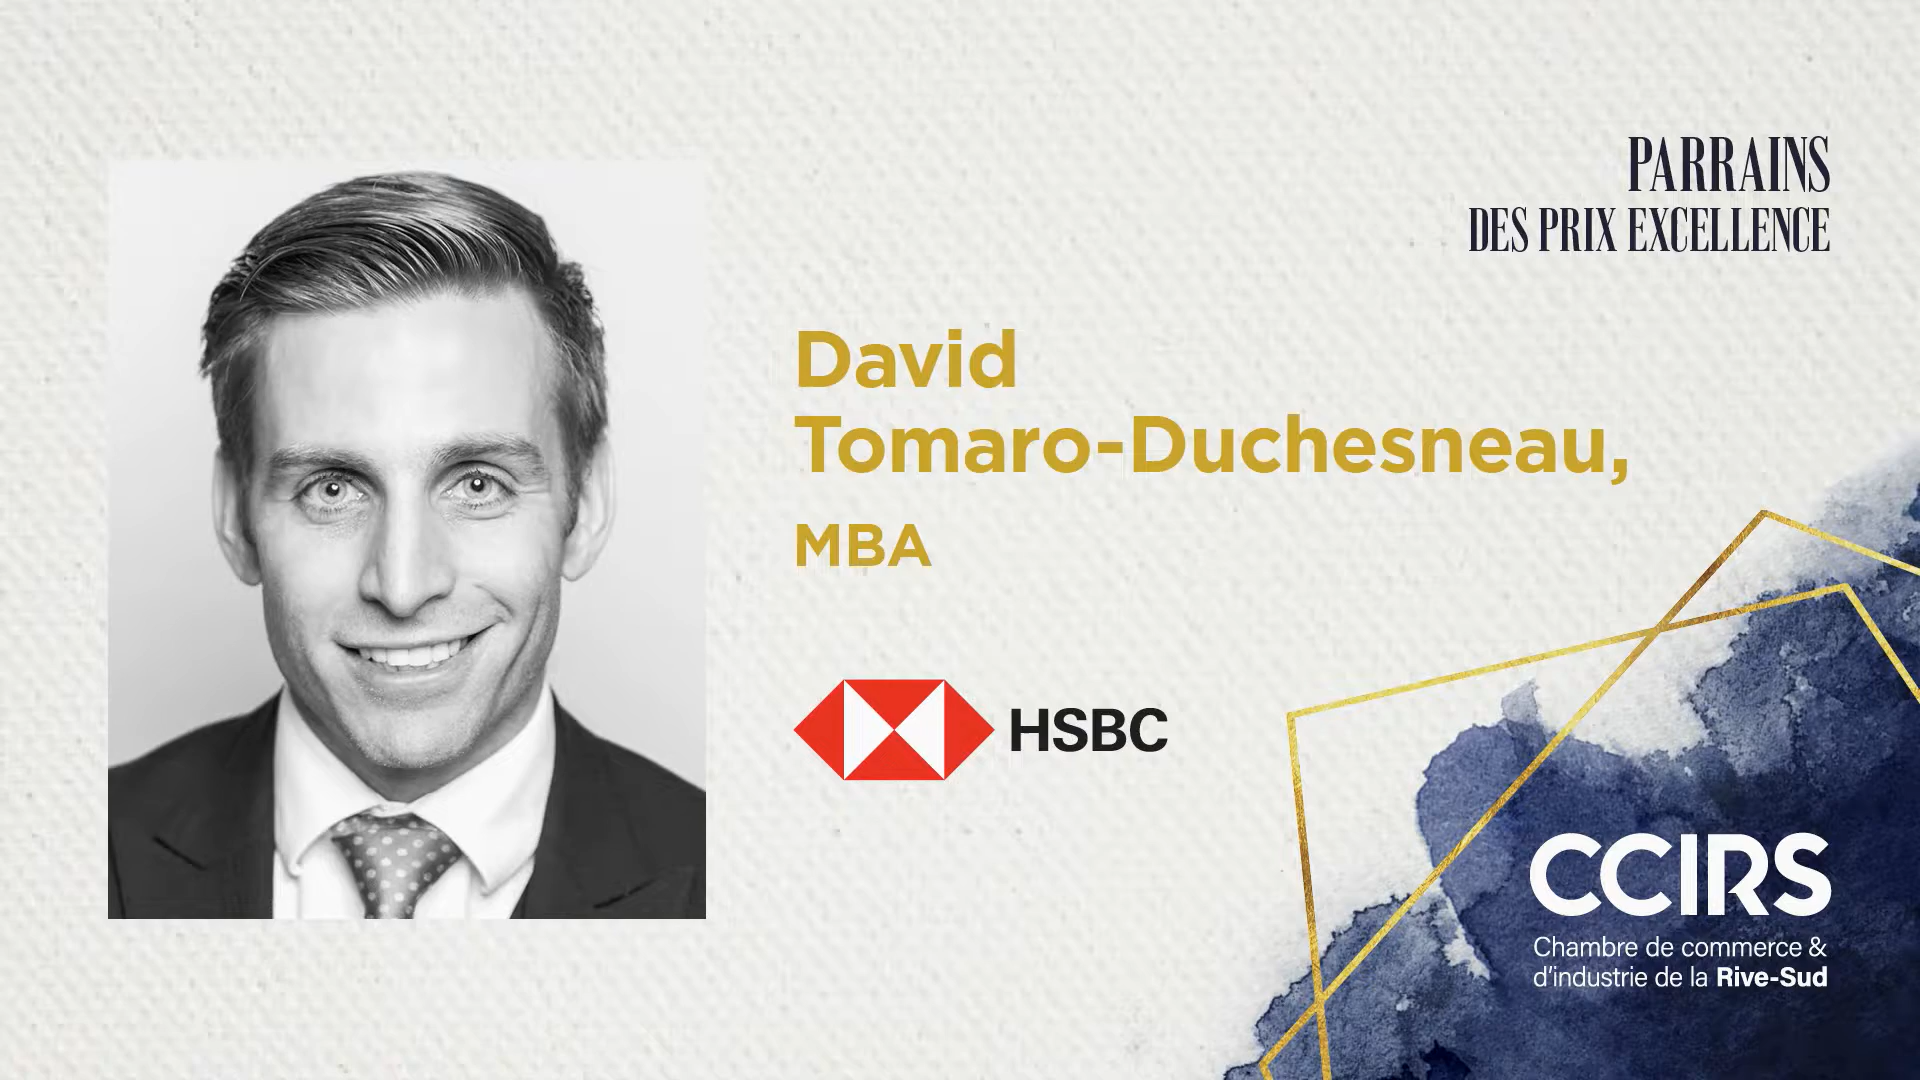 PARRAINS
DES PRIX EXCELLENCE
David
Tomaro-Duchesneau,
MBA
HSBC
CCIRS
Chambre de commerce &
d'industrie de la Rive-Sud